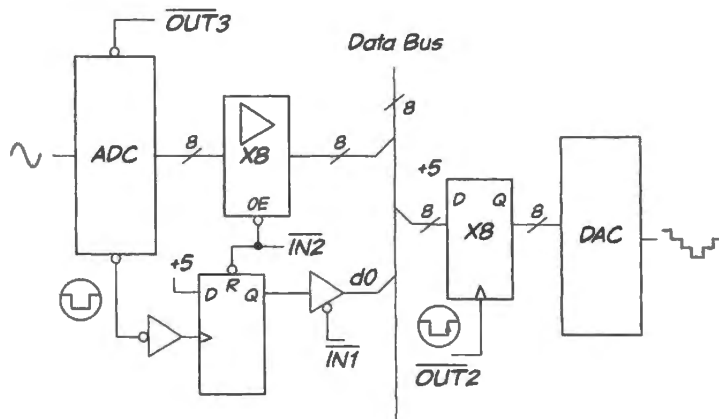 OUT3
Data Bus
8
ADC
8
X8
8
OE
+5
D Q
8
X8
8
DAC
IN2
+5
D R Q
d0
IN1
OUT2